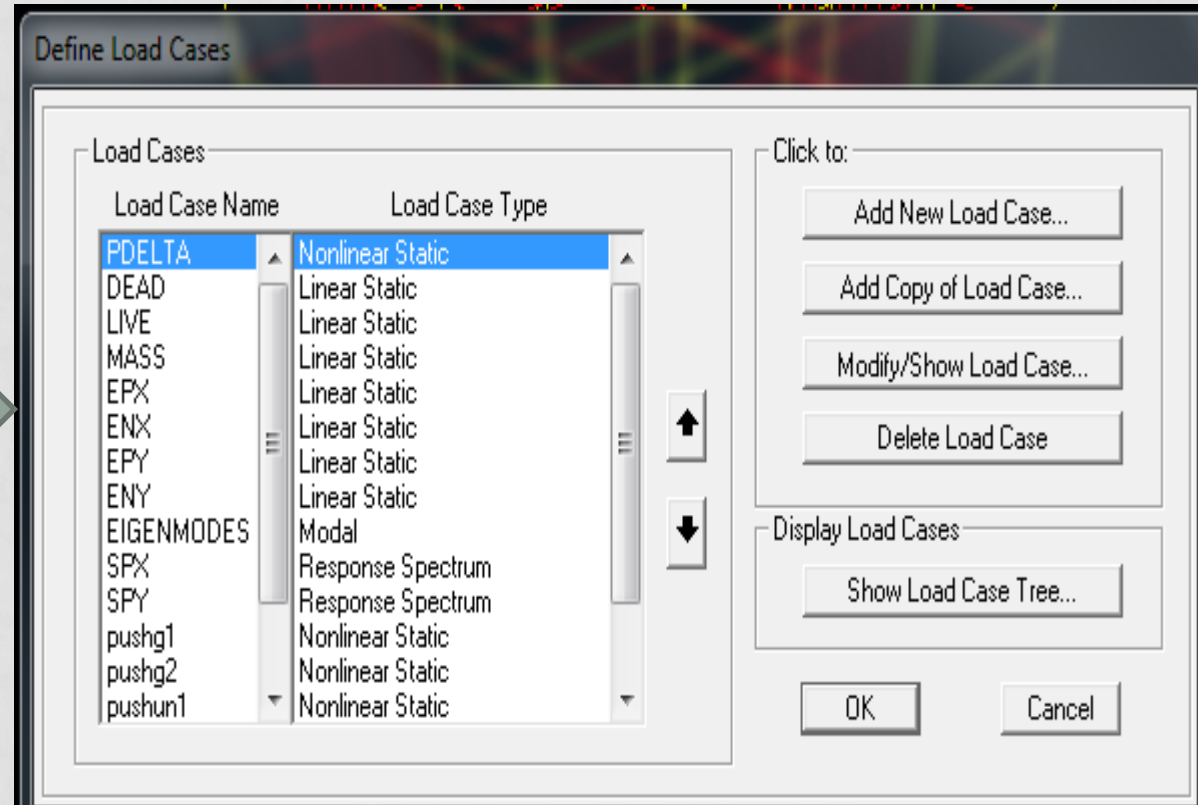 Define Load Cases
Load Cases
Load Case Name Load Case Type
PDELTA Nonlinear Static
DEAD Linear Static
LIVE Linear Static
MASS Linear Static
EPX Linear Static
ENX Linear Static
EPY Linear Static
ENY Linear Static
EIGENMODES Modal
SPX Response Spectrum
SPY Response Spectrum
pushg1 Nonlinear Static
pushg2 Nonlinear Static
pushun1 Nonlinear Static
Click to:
Add New Load Case...
Add Copy of Load Case...
Modify/Show Load Case...
Delete Load Case
Display Load Cases
Show Load Case Tree...
OK Cancel